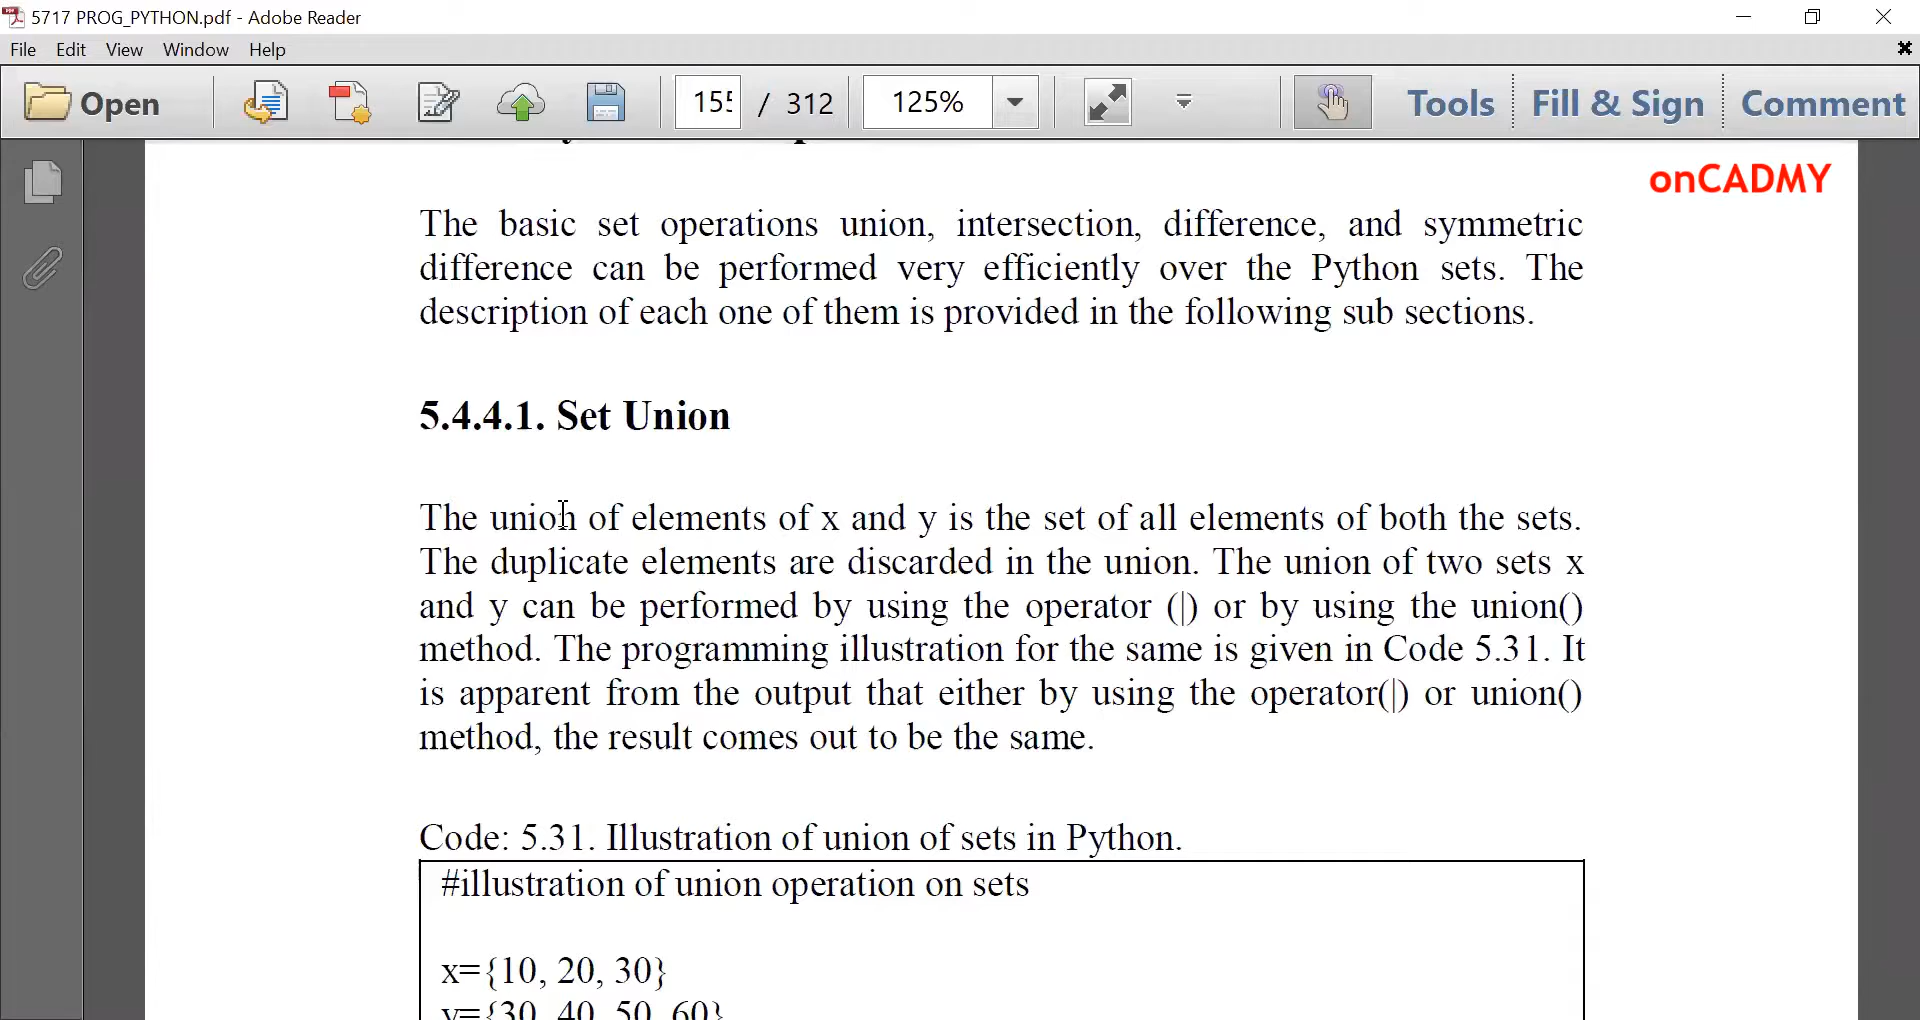 5717 PROG_PYTHON.pdf - Adobe Reader
File Edit View Window Help
Open 155 / 312 125% Tools Fill & Sign Comment
onCADMY
The basic set operations union, intersection, difference, and symmetric
difference can be performed very efficiently over the Python sets. The
description of each one of them is provided in the following sub sections.
5.4.4.1. Set Union
The union of elements of x and y is the set of all elements of both the sets.
The duplicate elements are discarded in the union. The union of two sets x
and y can be performed by using the operator (|) or by using the union()
method. The programming illustration for the same is given in Code 5.31. It
is apparent from the output that either by using the operator(|) or union()
method, the result comes out to be the same.
Code: 5.31. Illustration of union of sets in Python.
#illustration of union operation on sets
x={10, 20, 30}
y={30, 40, 50, 60}